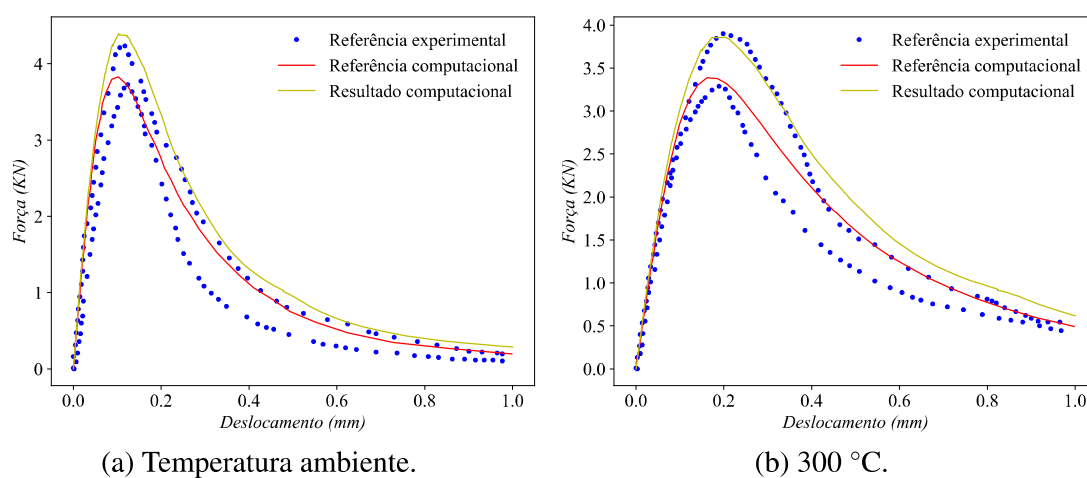 Referência experimental
Referência computacional
Resultado computacional
4
3
2
1
0
Força (KN)
0.0 0.2 0.4 0.6 0.8 1.0
Deslocamento (mm)
(a) Temperatura ambiente.
Referência experimental
Referência computacional
Resultado computacional
4.0
3.5
3.0
2.5
2.0
1.5
1.0
0.5
0.0
Força (KN)
0.0 0.2 0.4 0.6 0.8 1.0
Deslocamento (mm)
(b) 300 °C.